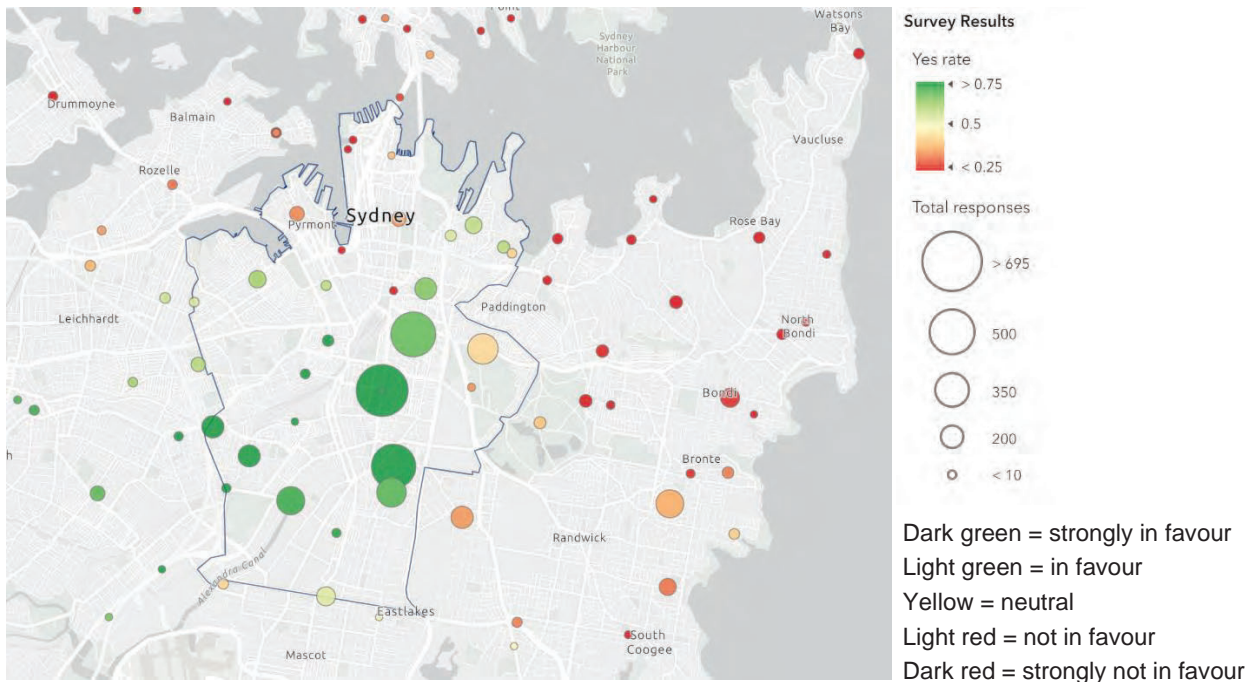 Point
Watsons
Bay
Sydney
Harbour
National
Park
Drummoyne
Balmain
Vaucluse
Rozelle
Sydney
Pyrmont
Rose Bay
Paddington
Leichhardt
North
Bondi
Bondi
h
Bronte
Randwick
Alexandra Canal
Eastlakes
Mascot
South
Coogee
Survey Results
Yes rate
> 0.75
0.5
< 0.25
Total responses
> 695
500
350
200
< 10
Dark green = strongly in favour
Light green = in favour
Yellow = neutral
Light red = not in favour
Dark red = strongly not in favour